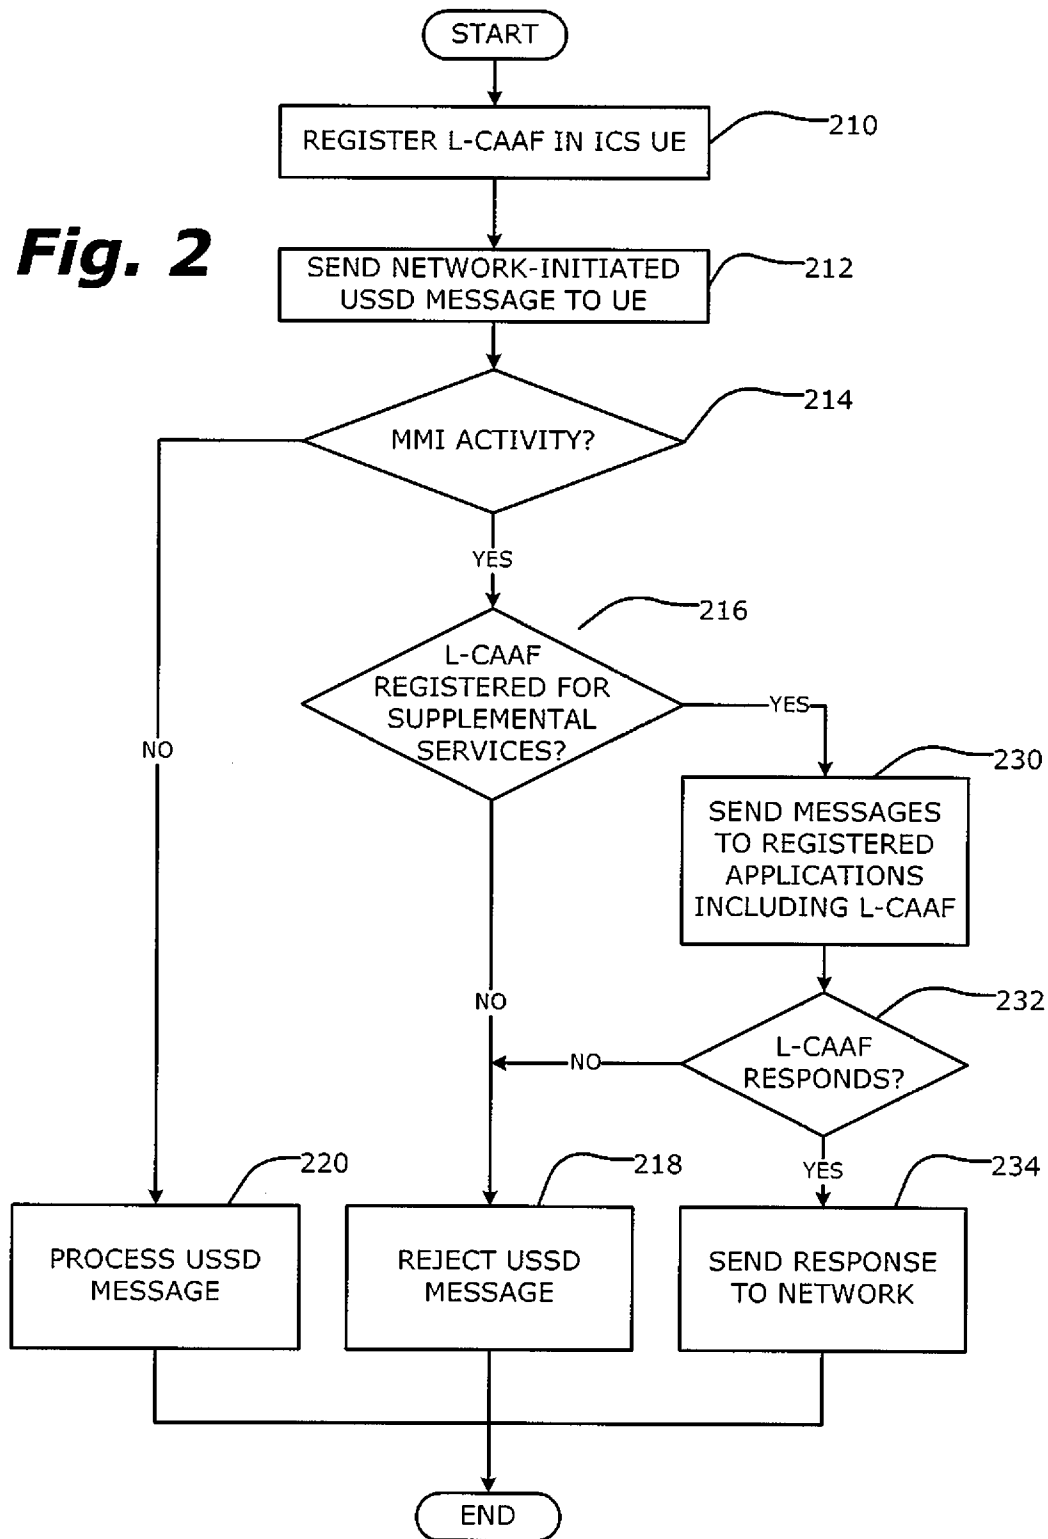 START
REGISTER L-CAAF IN ICS UE
210
Fig. 2
SEND NETWORK-INITIATED
USSD MESSAGE TO UE
212
MMI ACTIVITY?
214
YES
216
L-CAAF
REGISTERED FOR
SUPPLEMENTAL
SERVICES?
YES
NO
230
SEND MESSAGES
TO REGISTERED
APPLICATIONS
INCLUDING L-CAAF
NO
232
L-CAAF
RESPONDS?
NO
YES
220
218
234
PROCESS USSD
MESSAGE
REJECT USSD
MESSAGE
SEND RESPONSE
TO NETWORK
END